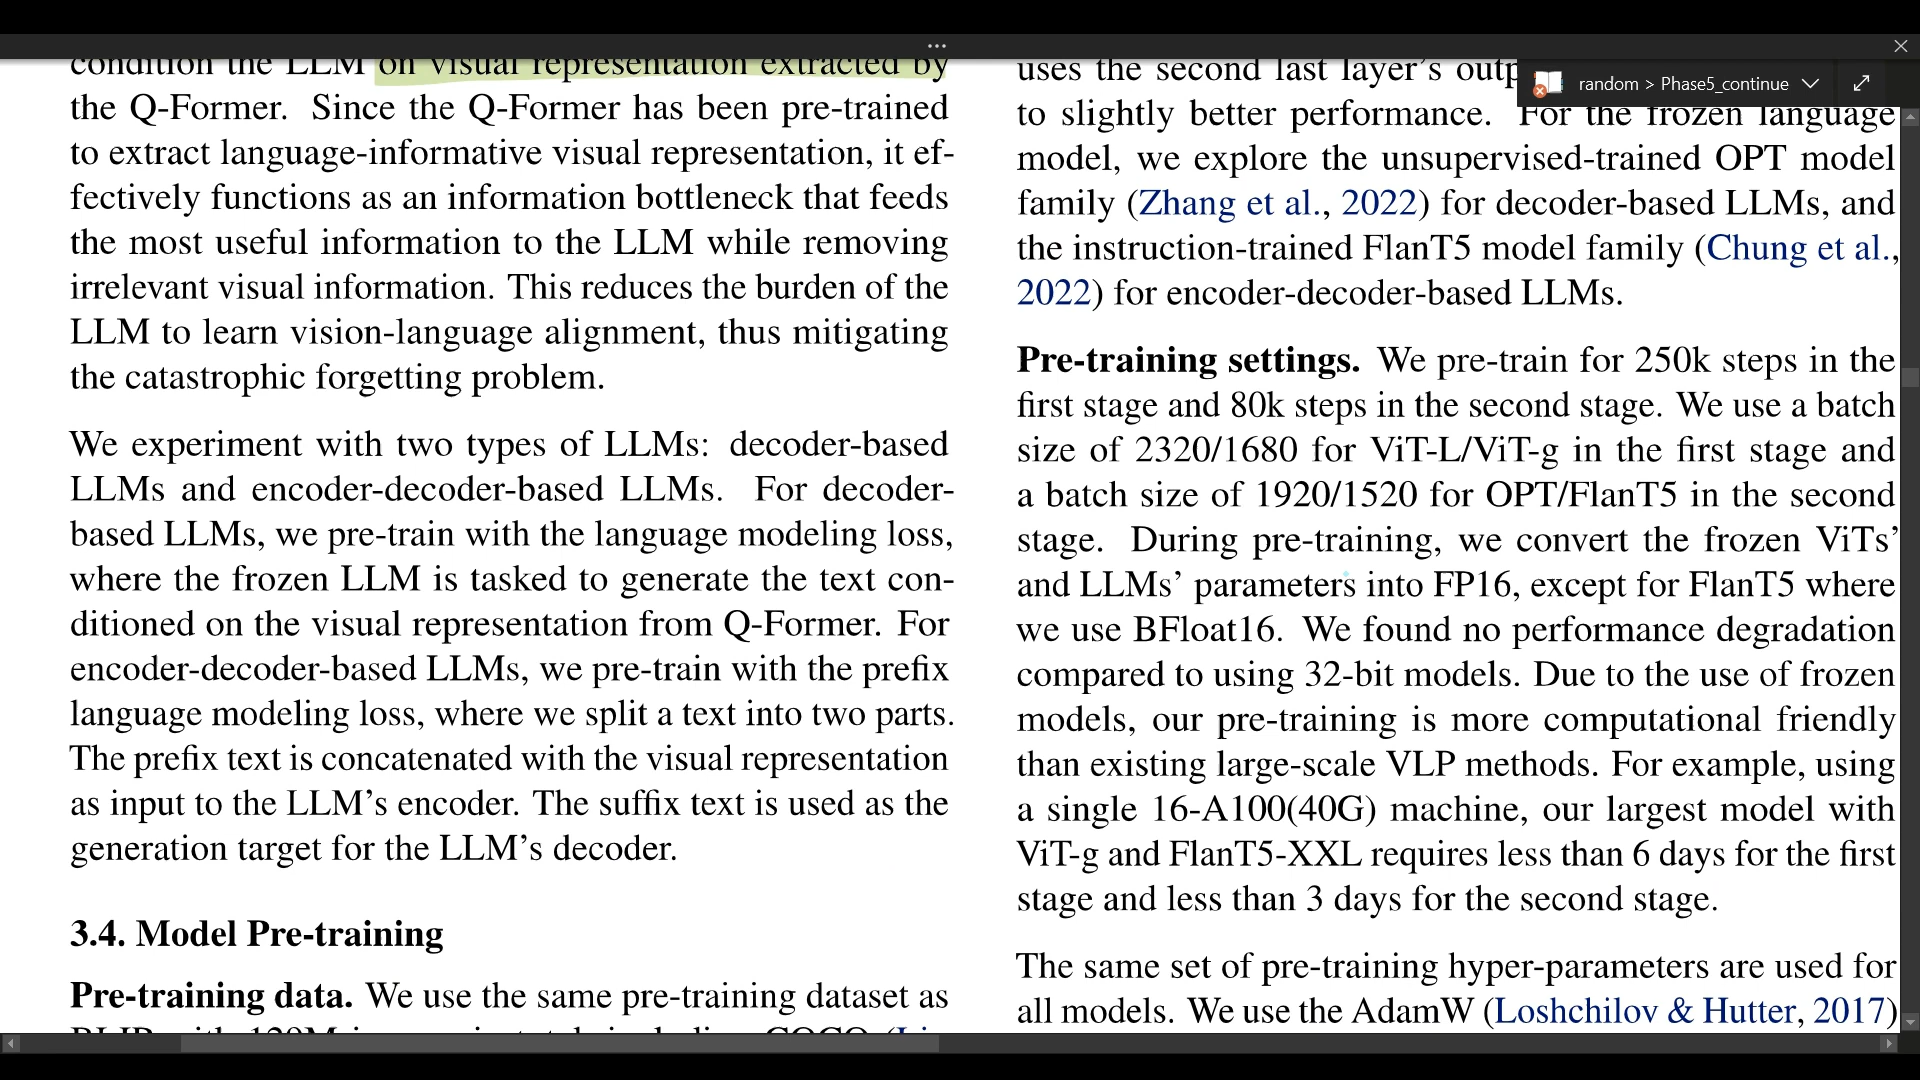 random > Phase5_continue
condition the LLM on visual representation extracted by
the Q-Former. Since the Q-Former has been pre-trained
to extract language-informative visual representation, it ef-
fectively functions as an information bottleneck that feeds
the most useful information to the LLM while removing
irrelevant visual information. This reduces the burden of the
LLM to learn vision-language alignment, thus mitigating
the catastrophic forgetting problem.
We experiment with two types of LLMs: decoder-based
LLMs and encoder-decoder-based LLMs. For decoder-
based LLMs, we pre-train with the language modeling loss,
where the frozen LLM is tasked to generate the text con-
ditioned on the visual representation from Q-Former. For
encoder-decoder-based LLMs, we pre-train with the prefix
language modeling loss, where we split a text into two parts.
The prefix text is concatenated with the visual representation
as input to the LLM's encoder. The suffix text is used as the
generation target for the LLM's decoder.
3.4. Model Pre-training
Pre-training data. We use the same pre-training dataset as
uses the second last layer's outp
to slightly better performance. For the frozen language
model, we explore the unsupervised-trained OPT model
family (Zhang et al., 2022) for decoder-based LLMs, and
the instruction-trained FlanT5 model family (Chung et al.,
2022) for encoder-decoder-based LLMs.
Pre-training settings. We pre-train for 250k steps in the
first stage and 80k steps in the second stage. We use a batch
size of 2320/1680 for ViT-L/ViT-g in the first stage and
a batch size of 1920/1520 for OPT/FlanT5 in the second
stage. During pre-training, we convert the frozen ViTs'
and LLMs' parameters into FP16, except for FlanT5 where
we use BFloat16. We found no performance degradation
compared to using 32-bit models. Due to the use of frozen
models, our pre-training is more computational friendly
than existing large-scale VLP methods. For example, using
a single 16-A100(40G) machine, our largest model with
ViT-g and FlanT5-XXL requires less than 6 days for the first
stage and less than 3 days for the second stage.
The same set of pre-training hyper-parameters are used for
all models. We use the AdamW (Loshchilov & Hutter, 2017)